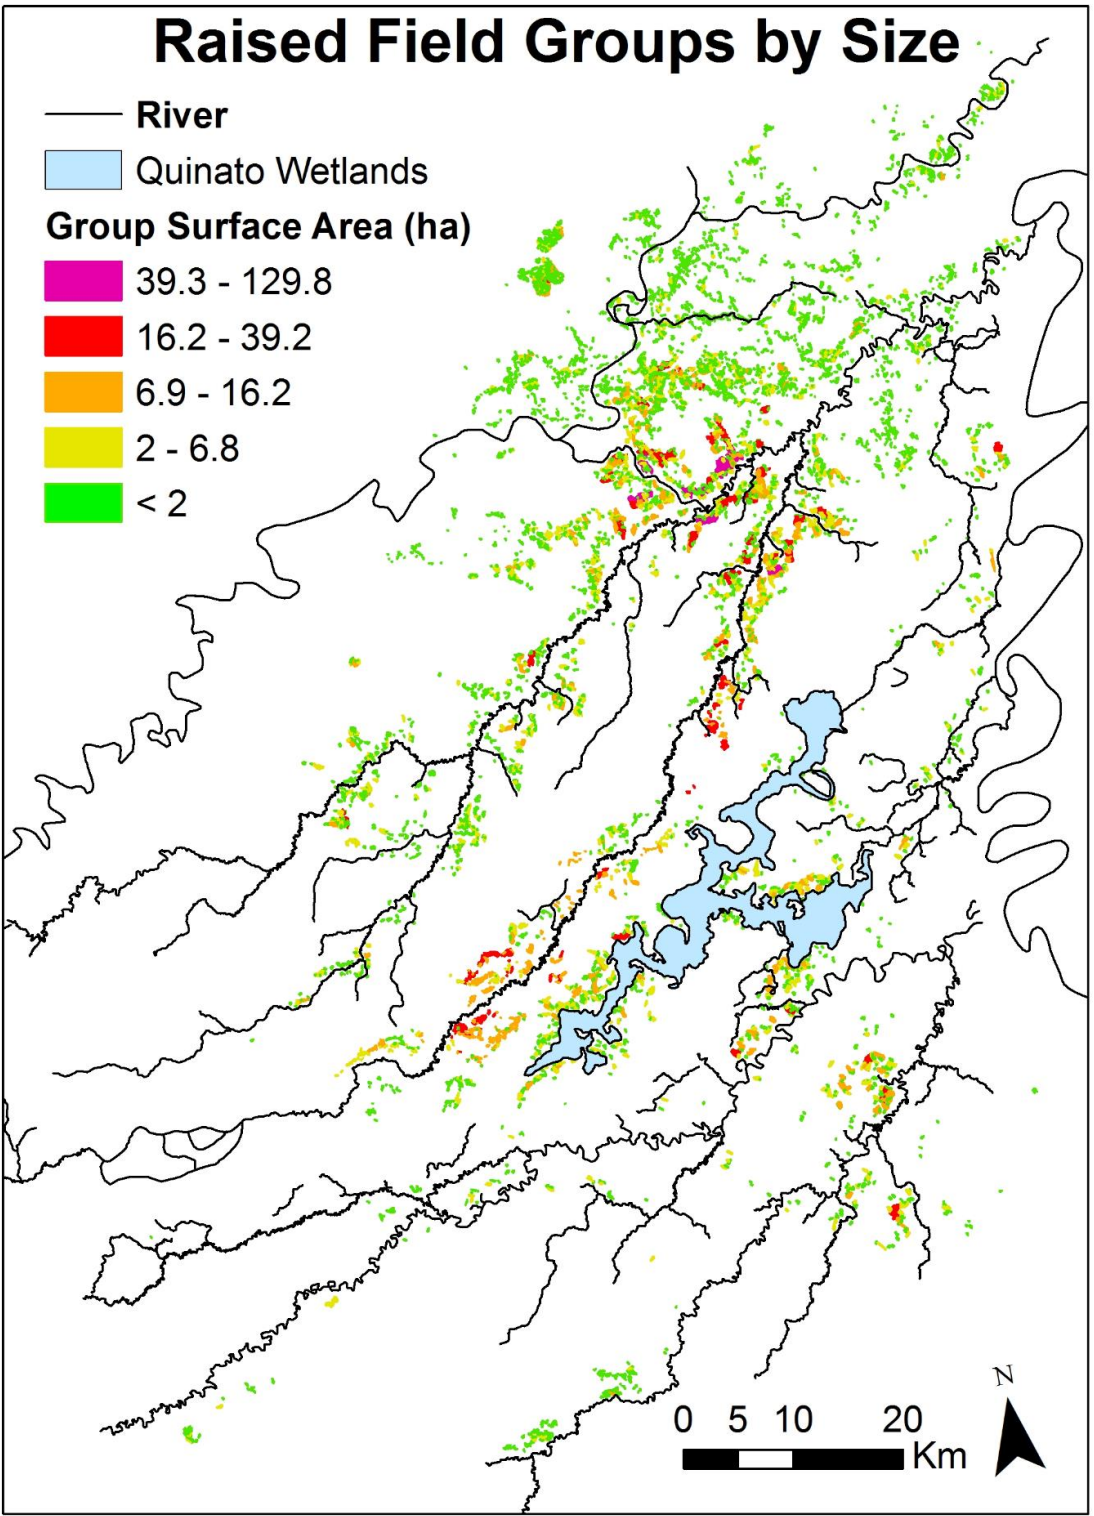 Raised Field Groups by Size
River
Quinato Wetlands
Group Surface Area (ha)
39.3 - 129.8
16.2 - 39.2
6.9 - 16.2
2 - 6.8
< 2
N
0 5 10 20
Km